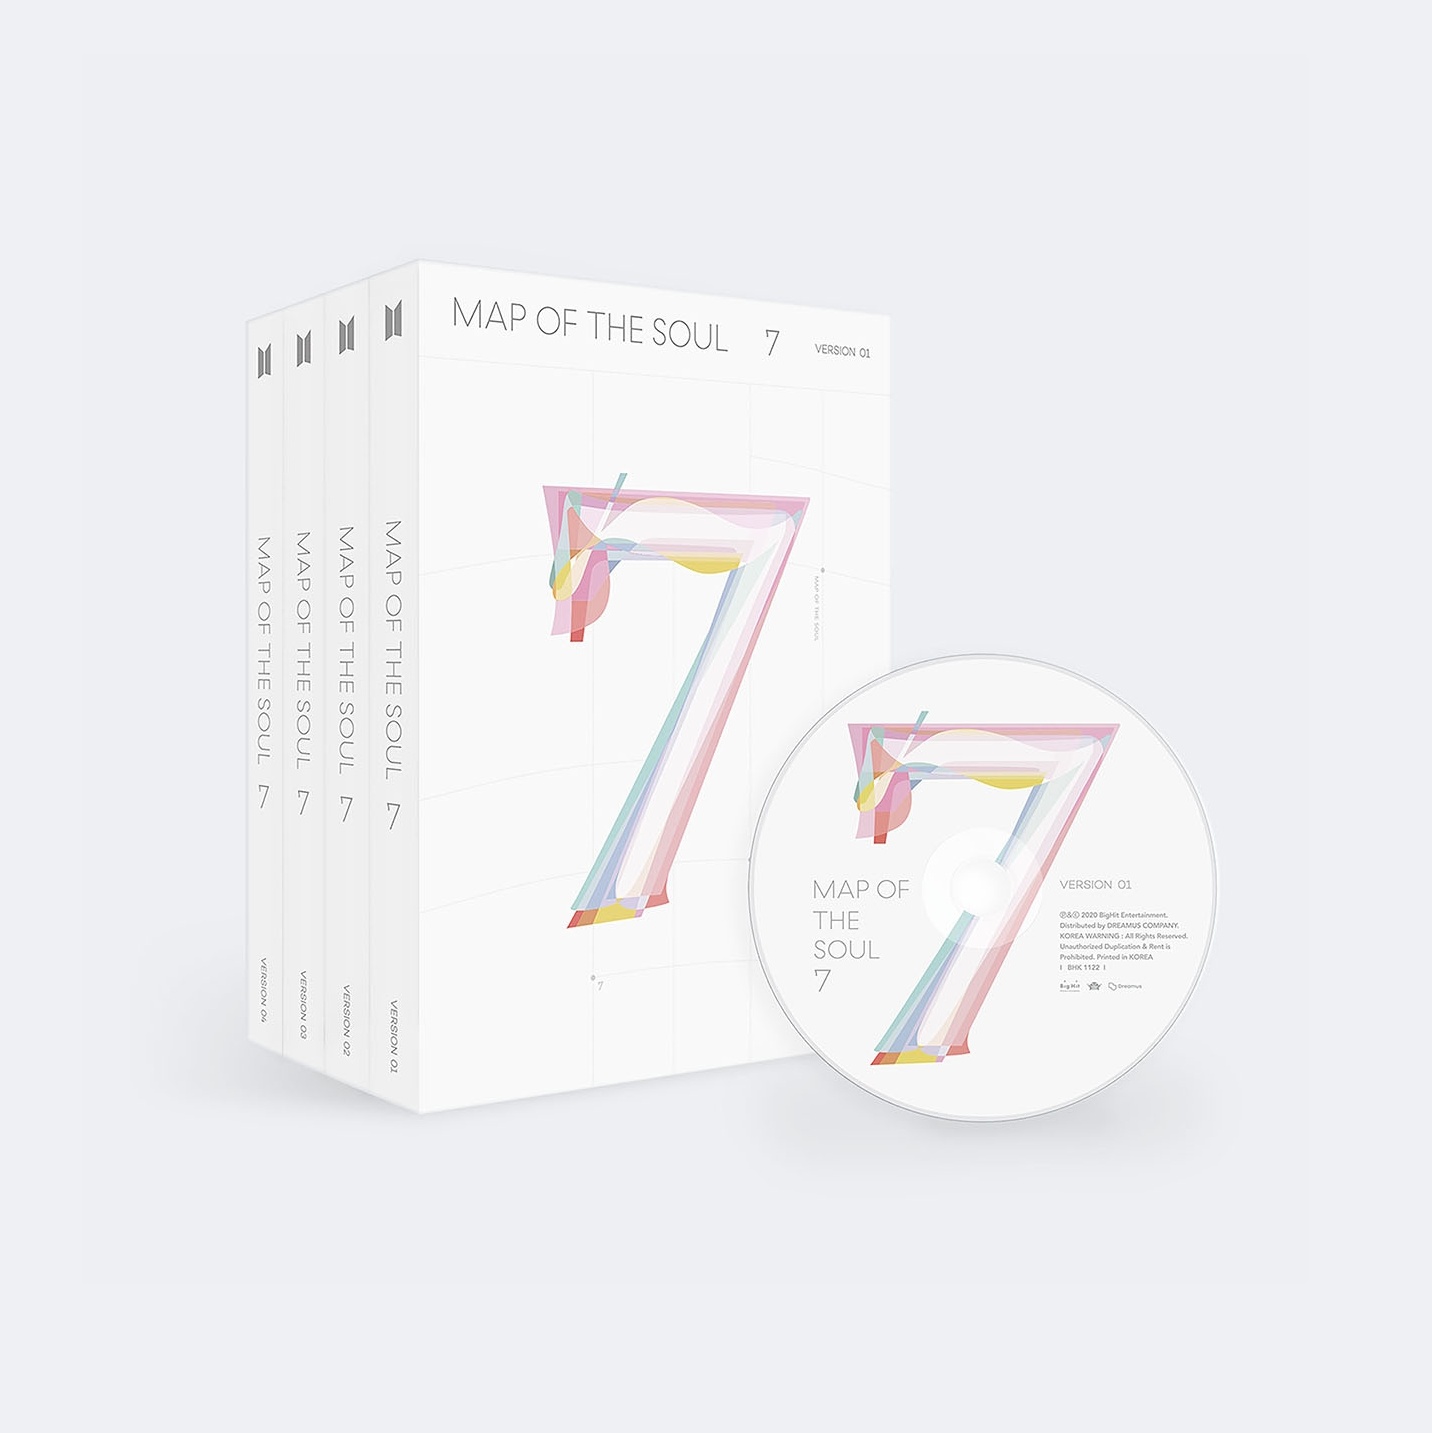 MAP OF THE SOUL 7 VERSION 01
MAP OF THE SOUL
7
MAP OF THE SOUL 7 VERSION 04
MAP OF THE SOUL 7 VERSION 03
MAP OF THE SOUL 7 VERSION 02
MAP OF THE SOUL 7 VERSION 01
MAP OF
THE
SOUL
7
VERSION 01
℗&© 2020 BigHit Entertainment.
Distributed by DREAMUS COMPANY.
KOREA WARNING : All Rights Reserved.
Unauthorized Duplication & Rent is
Prohibited. Printed in KOREA
I BHK 1122 I
BigHit Dreamus